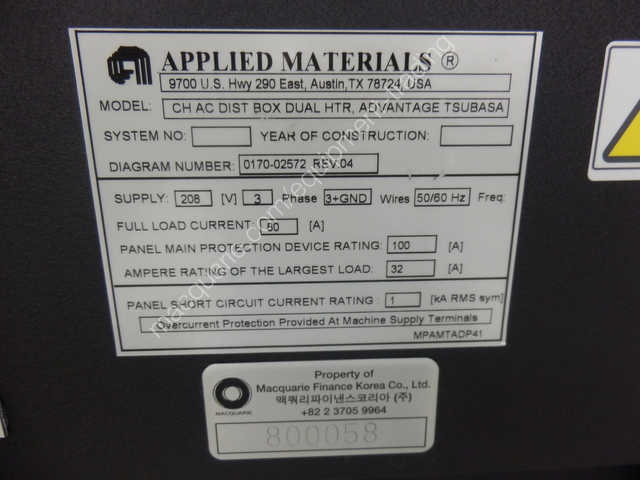 APPLIED MATERIALS ®
9700 U.S. Hwy 290 East, Austin,TX 78724, USA
MODEL: CH AC DIST BOX DUAL HTR, ADVANTAGE TSUBASA
SYSTEM NO: YEAR OF CONSTRUCTION:
DIAGRAM NUMBER: 0170-02572 REV:04
SUPPLY: 208 [V] 3 Phase 3+GND Wires 50/60 Hz Freq:
FULL LOAD CURRENT: 80 [A]
PANEL MAIN PROTECTION DEVICE RATING: 100 [A]
AMPERE RATING OF THE LARGEST LOAD: 32 [A]
PANEL SHORT CIRCUIT CURRENT RATING: 1 [kA RMS sym]
Overcurrent Protection Provided At Machine Supply Terminals
MPAMTADP41
macquarie.com/equipmenttrading
Property of
Macquarie Finance Korea Co., Ltd.
맥쿼리파이낸스코리아 (주)
+82 2 3705 9964
MACQUARIE
800058